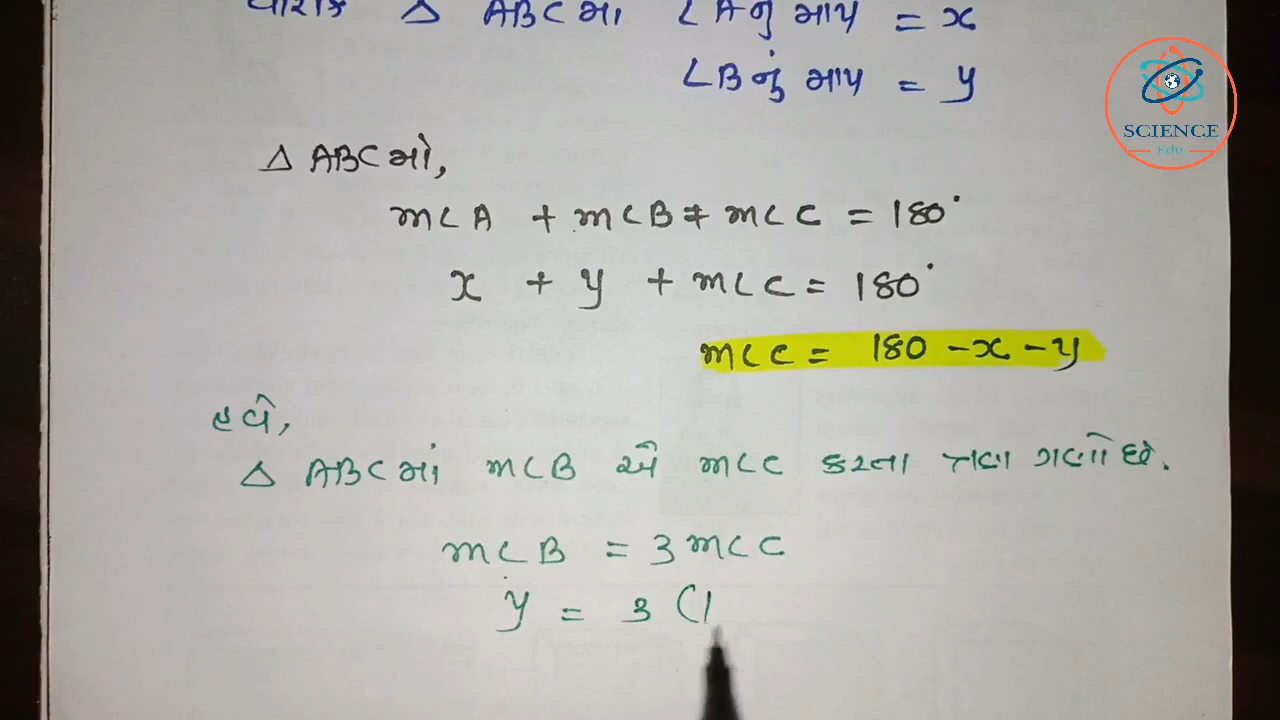 ધારોકે △ ABC માં ∠A નું માપ = x
∠B નું માપ = y
SCIENCE
Edu.
△ ABC માં,
m∠A + m∠B + m∠C = 180°
x + y + m∠C = 180°
m∠C = 180 - x - y
હવે,
△ ABC માં m∠B એ m∠C કરતા ત્રણ ગણો છે.
m∠B = 3 m∠C
y = 3 (1